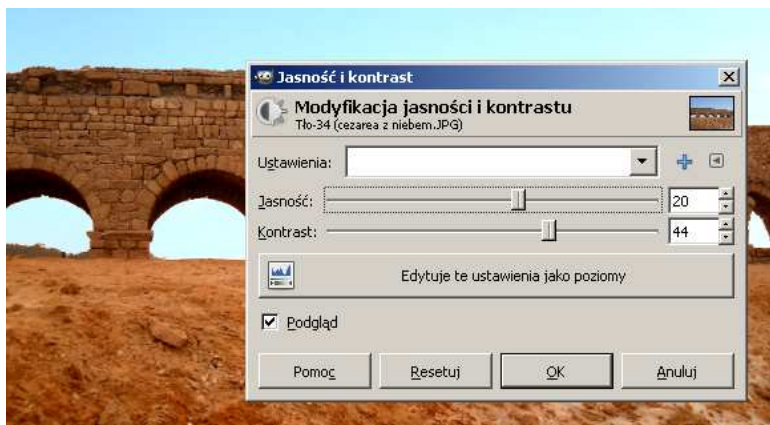 Jasność i kontrast
Modyfikacja jasności i kontrastu
Tło-34 (cezarea z niebem.JPG)
Ustawienia:
Jasność: 20
Kontrast: 44
Edytuje te ustawienia jako poziomy
Podgląd
Pomoc Resetuj OK Anuluj